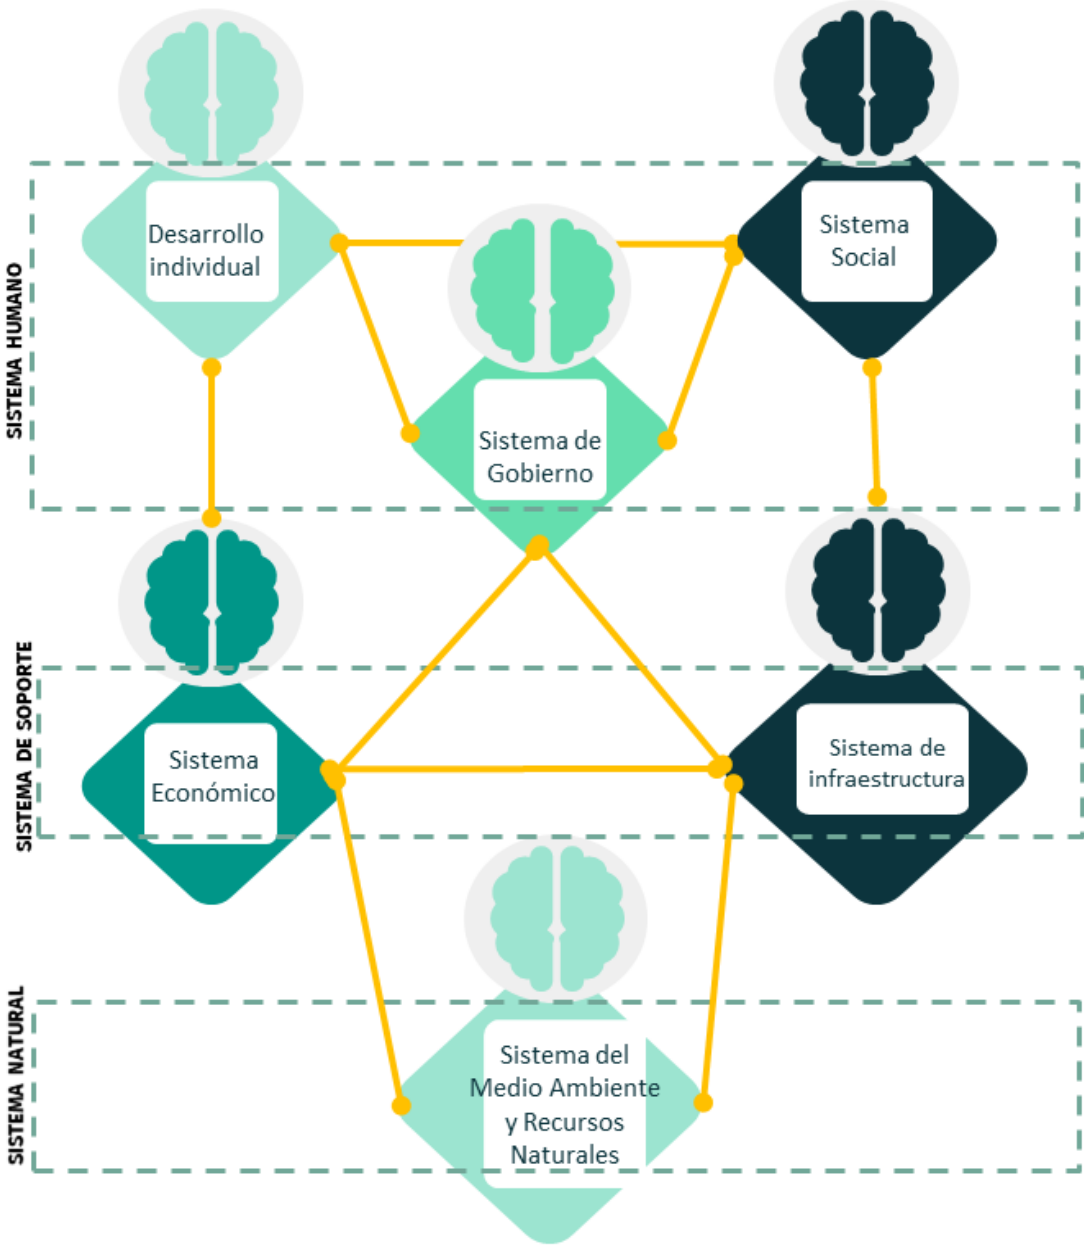 SISTEMA HUMANO
Desarrollo
individual
Sistema
Social
Sistema de
Gobierno
SISTEMA DE SOPORTE
Sistema
Económico
Sistema de
infraestructura
SISTEMA NATURAL
Sistema del
Medio Ambiente
y Recursos
Naturales